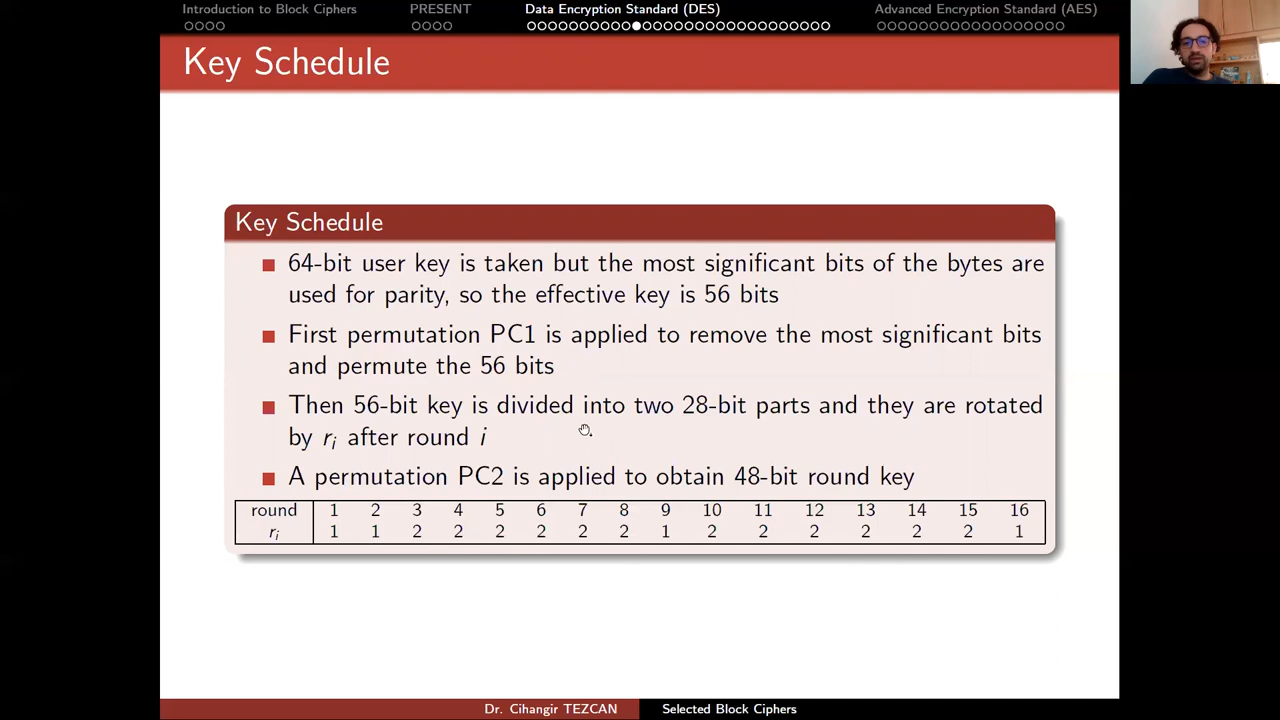 Introduction to Block Ciphers PRESENT Data Encryption Standard (DES) Advanced Encryption Standard (AES)
Key Schedule
Key Schedule
64-bit user key is taken but the most significant bits of the bytes are
used for parity, so the effective key is 56 bits
First permutation PC1 is applied to remove the most significant bits
and permute the 56 bits
Then 56-bit key is divided into two 28-bit parts and they are rotated
by rᵢ after round i
A permutation PC2 is applied to obtain 48-bit round key
round 1 2 3 4 5 6 7 8 9 10 11 12 13 14 15 16
rᵢ 1 1 2 2 2 2 2 2 1 2 2 2 2 2 2 1
Dr. Cihangir TEZCAN Selected Block Ciphers